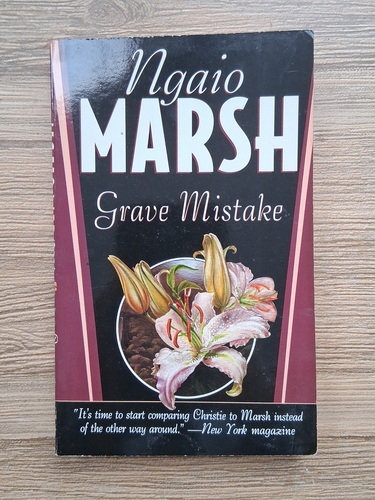 Ngaio
MARSH
Grave Mistake
"It's time to start comparing Christie to Marsh instead
of the other way around." —New York magazine